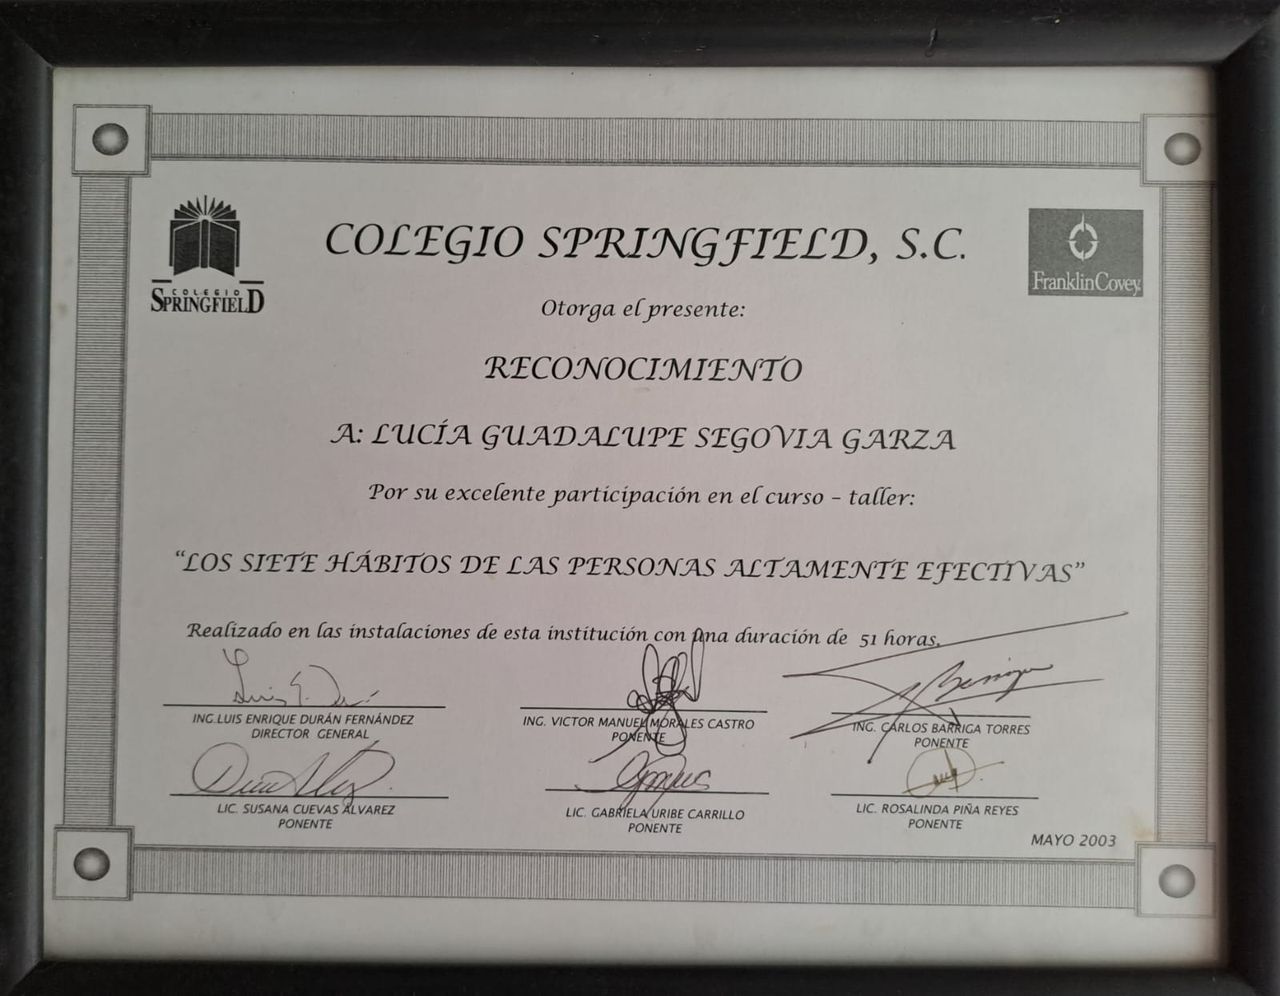 COLEGIO SPRINGFIELD, S.C.
COLEGIO
SPRINGFIELD
FranklinCovey
Otorga el presente:
RECONOCIMIENTO
A: LUCÍA GUADALUPE SEGOVIA GARZA
Por su excelente participación en el curso – taller:
“LOS SIETE HÁBITOS DE LAS PERSONAS ALTAMENTE EFECTIVAS”
Realizado en las instalaciones de esta institución con una duración de 51 horas.
ING.LUIS ENRIQUE DURÁN FERNÁNDEZ
DIRECTOR GENERAL
ING. VICTOR MANUEL MORALES CASTRO
PONENTE
ING. CARLOS BARRIGA TORRES
PONENTE
LIC. SUSANA CUEVAS ALVAREZ
PONENTE
LIC. GABRIELA URIBE CARRILLO
PONENTE
LIC. ROSALINDA PIÑA REYES
PONENTE
MAYO 2003